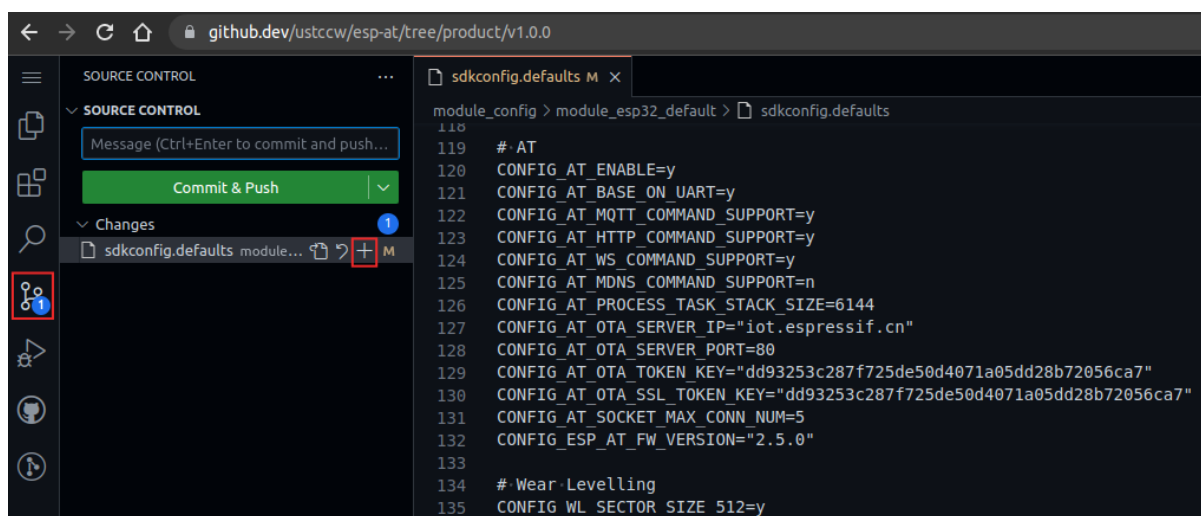 github.dev/ustccw/esp-at/tree/product/v1.0.0
SOURCE CONTROL
SOURCE CONTROL
Message (Ctrl+Enter to commit and push...
Commit & Push
Changes 1
sdkconfig.defaults module... M
1
sdkconfig.defaults M
module_config > module_esp32_default > sdkconfig.defaults
118
119 # AT
120 CONFIG_AT_ENABLE=y
121 CONFIG_AT_BASE_ON_UART=y
122 CONFIG_AT_MQTT_COMMAND_SUPPORT=y
123 CONFIG_AT_HTTP_COMMAND_SUPPORT=y
124 CONFIG_AT_WS_COMMAND_SUPPORT=y
125 CONFIG_AT_MDNS_COMMAND_SUPPORT=n
126 CONFIG_AT_PROCESS_TASK_STACK_SIZE=6144
127 CONFIG_AT_OTA_SERVER_IP="iot.espressif.cn"
128 CONFIG_AT_OTA_SERVER_PORT=80
129 CONFIG_AT_OTA_TOKEN_KEY="dd93253c287f725de50d4071a05dd28b72056ca7"
130 CONFIG_AT_OTA_SSL_TOKEN_KEY="dd93253c287f725de50d4071a05dd28b72056ca7"
131 CONFIG_AT_SOCKET_MAX_CONN_NUM=5
132 CONFIG_ESP_AT_FW_VERSION="2.5.0"
133
134 # Wear Levelling
135 CONFIG_WL_SECTOR_SIZE_512=y